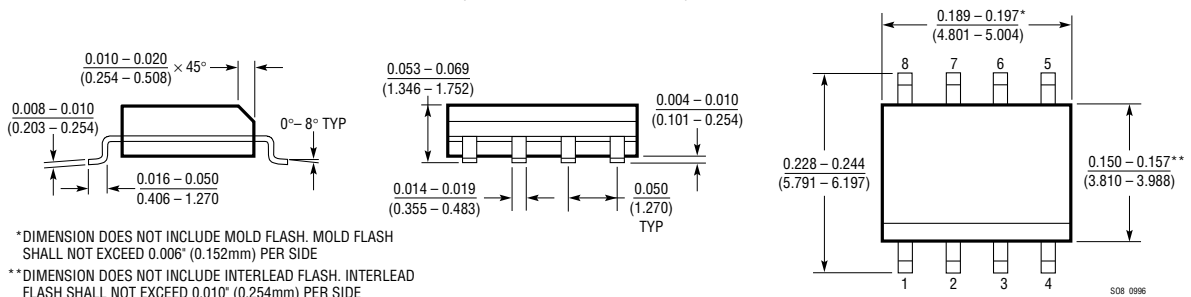 0.010 – 0.020
(0.254 – 0.508)
× 45°
0.008 – 0.010
(0.203 – 0.254)
0°– 8° TYP
0.016 – 0.050
0.406 – 1.270
0.053 – 0.069
(1.346 – 1.752)
0.004 – 0.010
(0.101 – 0.254)
0.014 – 0.019
(0.355 – 0.483)
0.050
(1.270)
TYP
0.189 – 0.197*
(4.801 – 5.004)
8 7 6 5
0.228 – 0.244
(5.791 – 6.197)
0.150 – 0.157**
(3.810 – 3.988)
1 2 3 4
*DIMENSION DOES NOT INCLUDE MOLD FLASH. MOLD FLASH
SHALL NOT EXCEED 0.006" (0.152mm) PER SIDE
**DIMENSION DOES NOT INCLUDE INTERLEAD FLASH. INTERLEAD
FLASH SHALL NOT EXCEED 0.010" (0.254mm) PER SIDE
SO8 0996